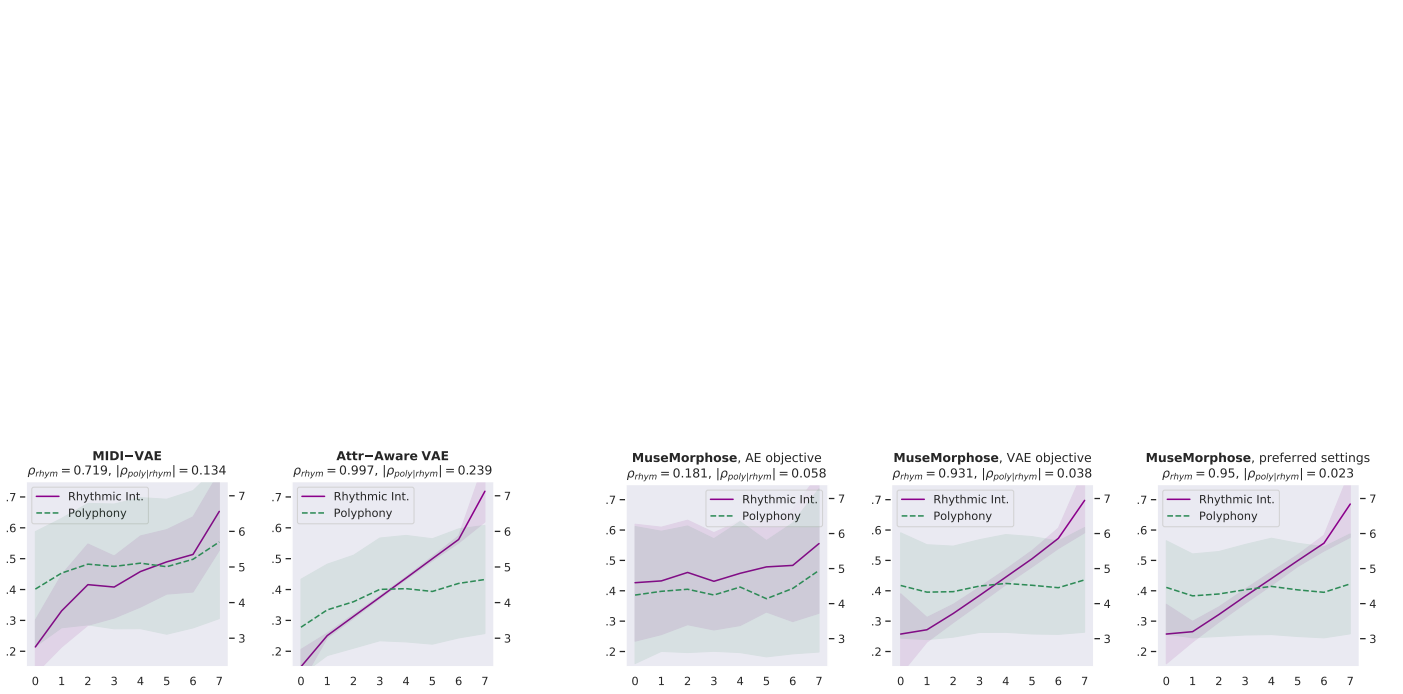 MIDI−VAE
ρrhym = 0.719, |ρpoly|rhym| = 0.134
.7
.6
.5
.4
.3
.2
Rhythmic Int.
Polyphony
7
6
5
4
3
0 1 2 3 4 5 6 7
Attr−Aware VAE
ρrhym = 0.997, |ρpoly|rhym| = 0.239
.7
.6
.5
.4
.3
.2
Rhythmic Int.
Polyphony
7
6
5
4
3
0 1 2 3 4 5 6 7
MuseMorphose, AE objective
ρrhym = 0.181, |ρpoly|rhym| = 0.058
.7
.6
.5
.4
.3
.2
Rhythmic Int.
Polyphony
7
6
5
4
3
0 1 2 3 4 5 6 7
MuseMorphose, VAE objective
ρrhym = 0.931, |ρpoly|rhym| = 0.038
.7
.6
.5
.4
.3
.2
Rhythmic Int.
Polyphony
7
6
5
4
3
0 1 2 3 4 5 6 7
MuseMorphose, preferred settings
ρrhym = 0.95, |ρpoly|rhym| = 0.023
.7
.6
.5
.4
.3
.2
Rhythmic Int.
Polyphony
7
6
5
4
3
0 1 2 3 4 5 6 7